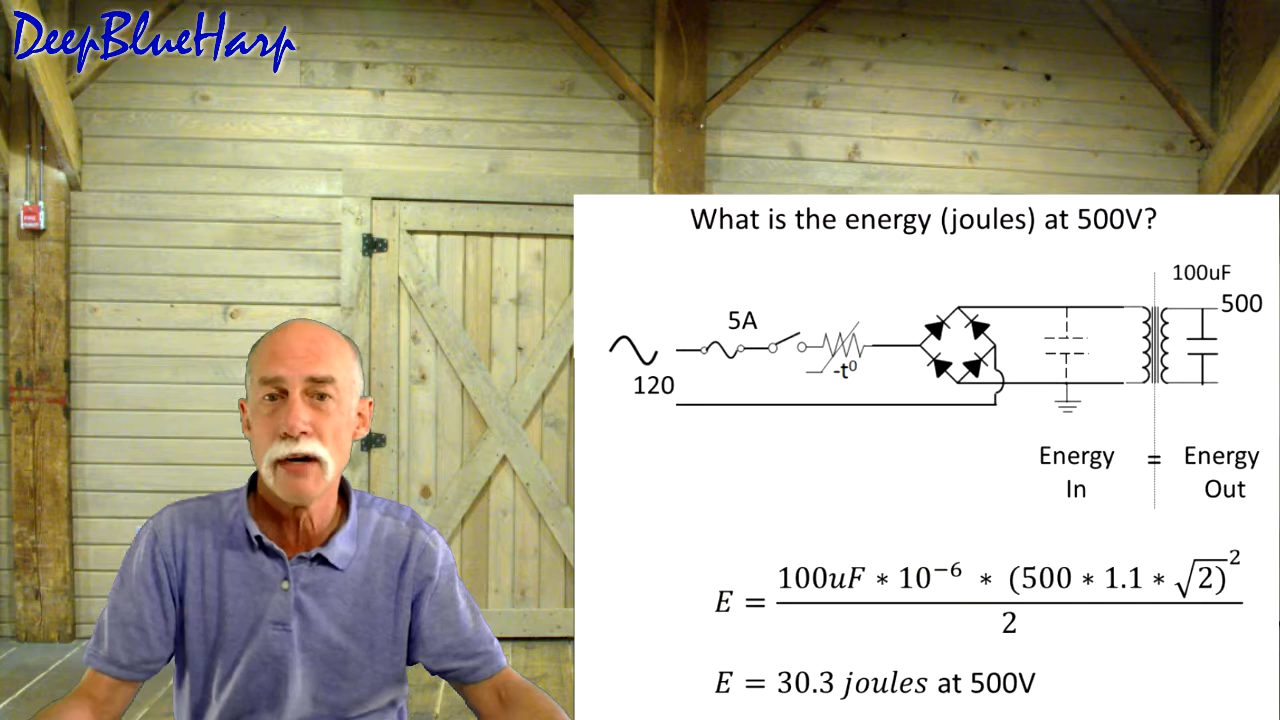 DeepBlueHarp
What is the energy (joules) at 500V?
100uF
500
5A
-t⁰
120
Energy = Energy
In Out
E = 100uF * 10⁻⁶ * (500 * 1.1 * √2)² / 2
E = 30.3 joules at 500V